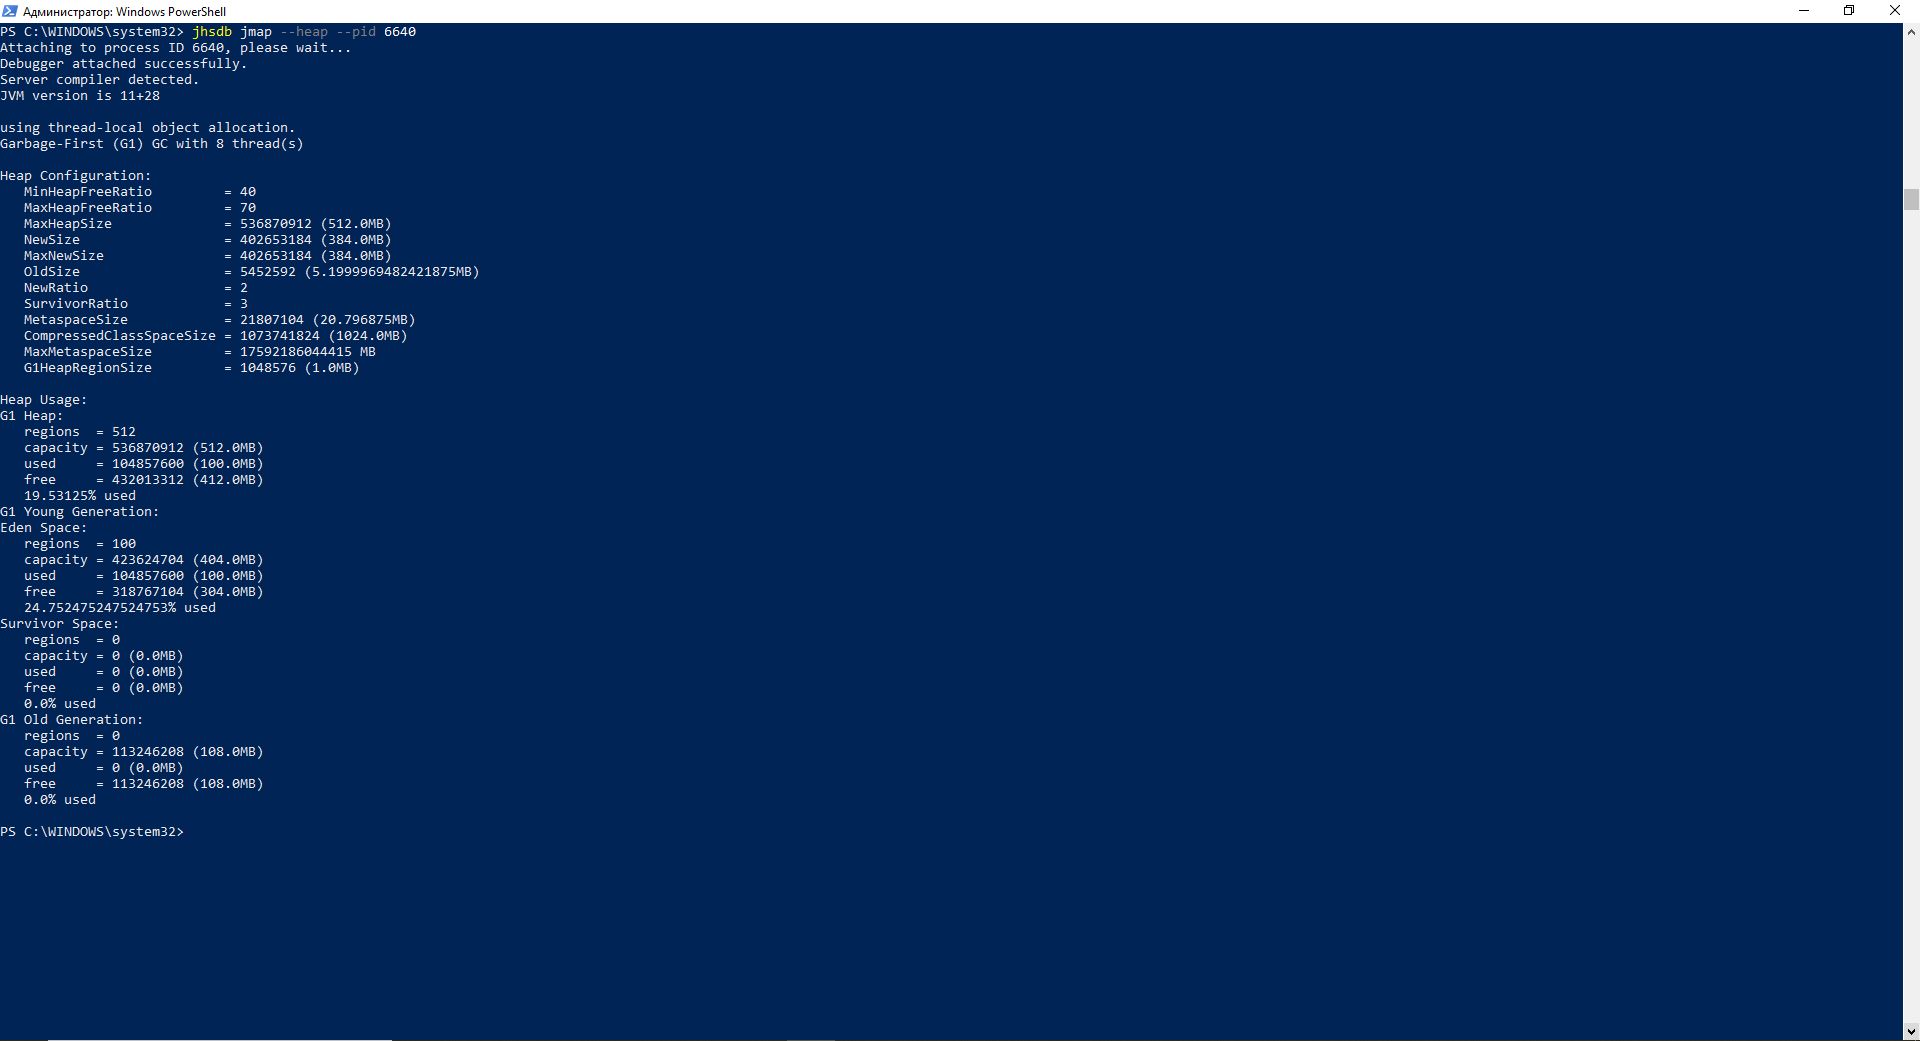 Администратор: Windows PowerShell
PS C:\WINDOWS\system32> jhsdb jmap --heap --pid 6640
Attaching to process ID 6640, please wait...
Debugger attached successfully.
Server compiler detected.
JVM version is 11+28

using thread-local object allocation.
Garbage-First (G1) GC with 8 thread(s)

Heap Configuration:
   MinHeapFreeRatio         = 40
   MaxHeapFreeRatio         = 70
   MaxHeapSize              = 536870912 (512.0MB)
   NewSize                  = 402653184 (384.0MB)
   MaxNewSize               = 402653184 (384.0MB)
   OldSize                  = 5452592 (5.1999969482421875MB)
   NewRatio                 = 2
   SurvivorRatio            = 3
   MetaspaceSize            = 21807104 (20.796875MB)
   CompressedClassSpaceSize = 1073741824 (1024.0MB)
   MaxMetaspaceSize         = 17592186044415 MB
   G1HeapRegionSize         = 1048576 (1.0MB)

Heap Usage:
G1 Heap:
   regions  = 512
   capacity = 536870912 (512.0MB)
   used     = 104857600 (100.0MB)
   free     = 432013312 (412.0MB)
   19.53125% used
G1 Young Generation:
Eden Space:
   regions  = 100
   capacity = 423624704 (404.0MB)
   used     = 104857600 (100.0MB)
   free     = 318767104 (304.0MB)
   24.752475247524753% used
Survivor Space:
   regions  = 0
   capacity = 0 (0.0MB)
   used     = 0 (0.0MB)
   free     = 0 (0.0MB)
   0.0% used
G1 Old Generation:
   regions  = 0
   capacity = 113246208 (108.0MB)
   used     = 0 (0.0MB)
   free     = 113246208 (108.0MB)
   0.0% used

PS C:\WINDOWS\system32>